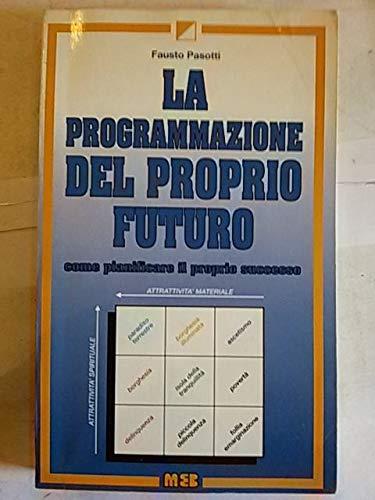 Fausto Pasotti
LA
PROGRAMMAZIONE
DEL PROPRIO
FUTURO
come pianificare il proprio successo
ATTRATTIVITA' MATERIALE
ATTRATTIVITA' SPIRITUALE
paradiso
terrestre
borghesia
illuminata
ascetismo
borghesia
isola della
tranquillità
povertà
delinquenza
piccola
delinquenza
follia
emarginazione
MEB